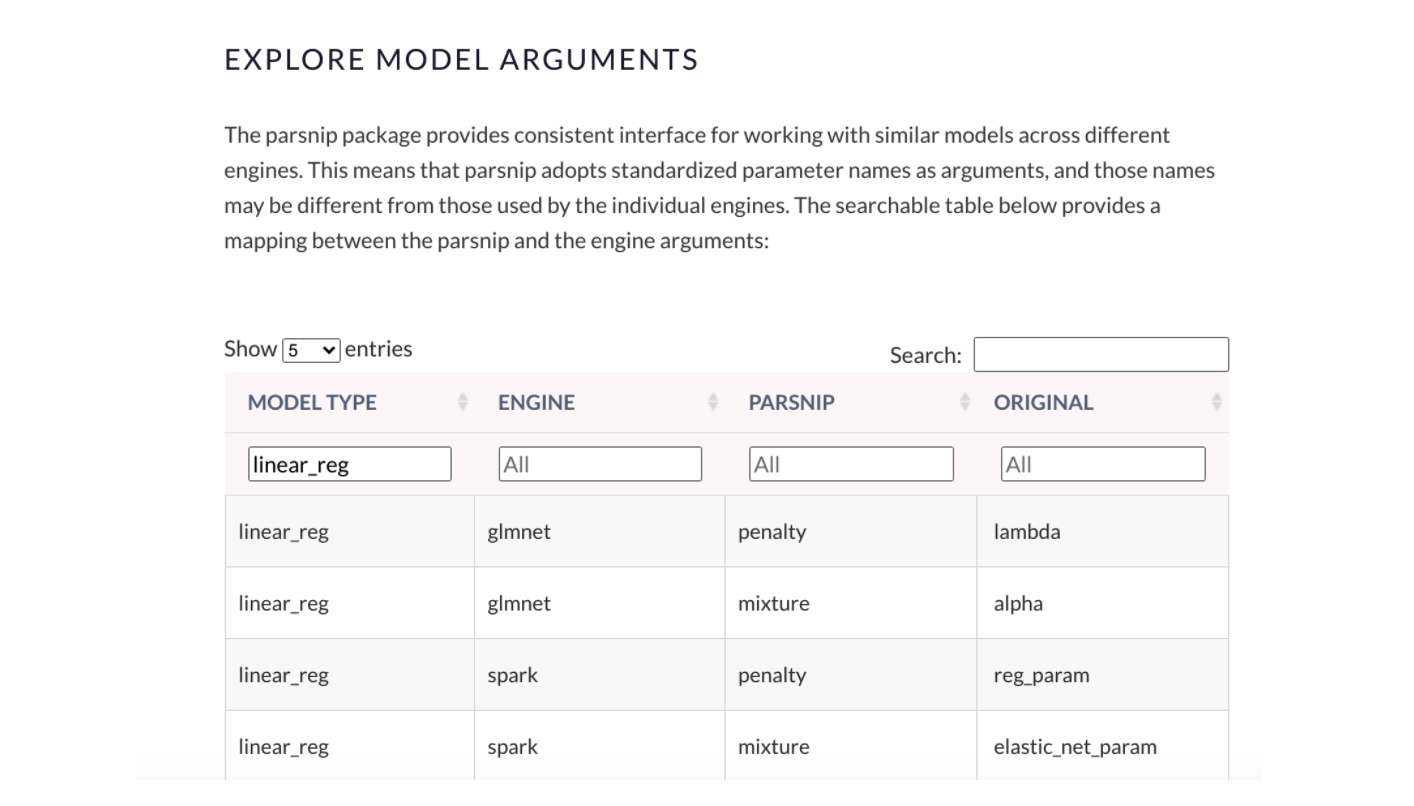 EXPLORE MODEL ARGUMENTS
The parsnip package provides consistent interface for working with similar models across different
engines. This means that parsnip adopts standardized parameter names as arguments, and those names
may be different from those used by the individual engines. The searchable table below provides a
mapping between the parsnip and the engine arguments:
Show 5 entries Search:
MODEL TYPE ENGINE PARSNIP ORIGINAL
linear_reg All All All
linear_reg glmnet penalty lambda
linear_reg glmnet mixture alpha
linear_reg spark penalty reg_param
linear_reg spark mixture elastic_net_param